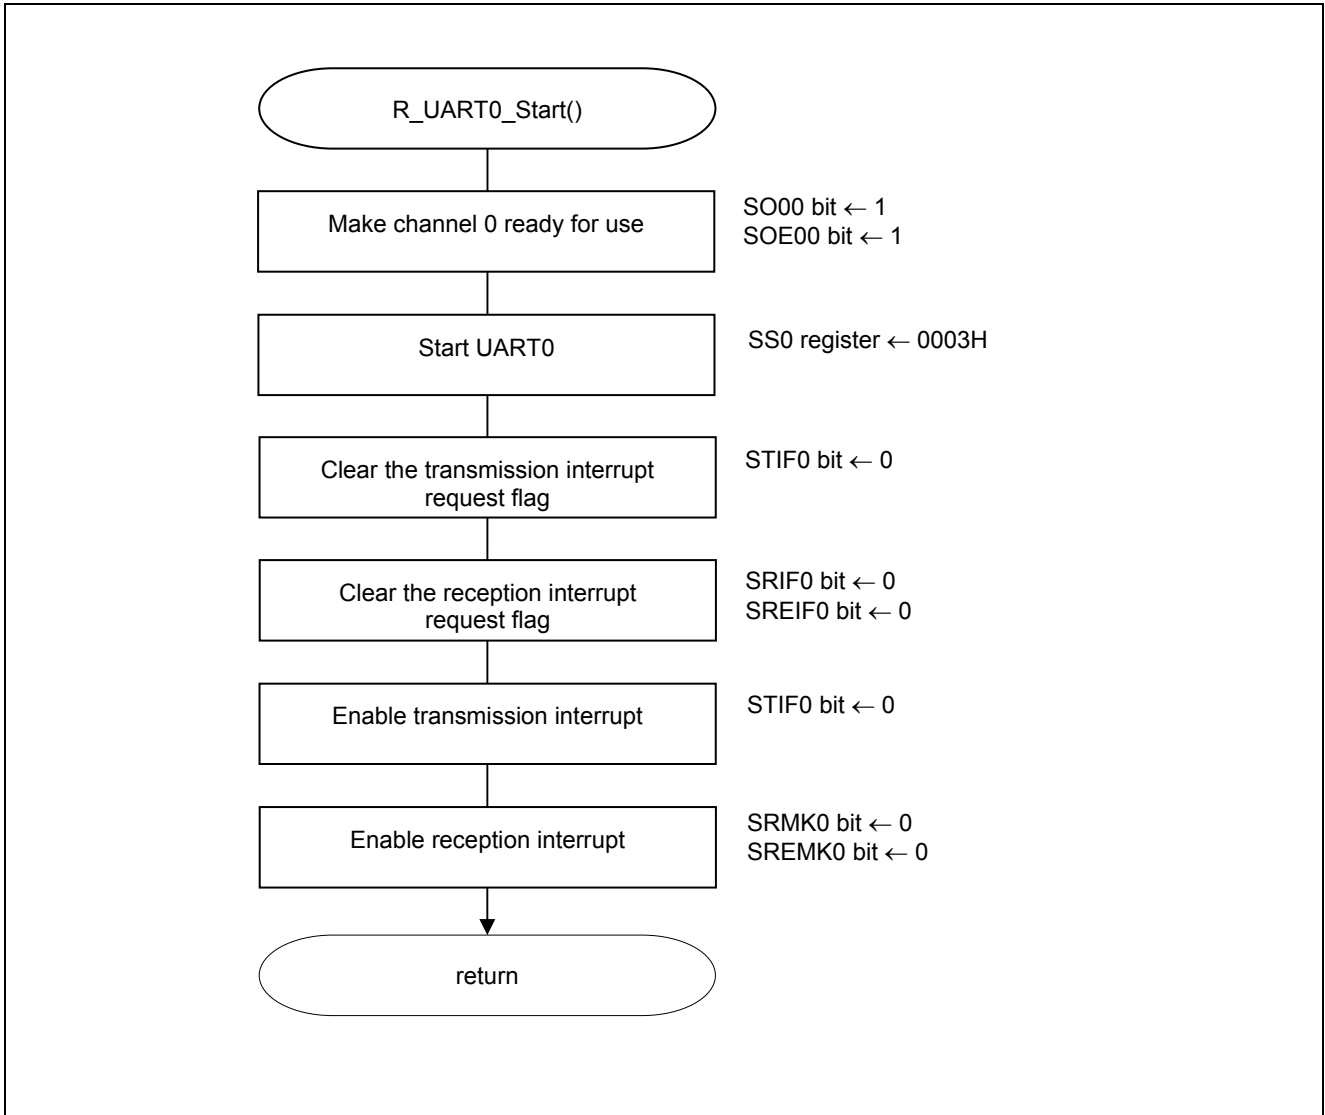 R_UART0_Start()
Make channel 0 ready for use
SO00 bit ← 1
SOE00 bit ← 1
Start UART0
SS0 register ← 0003H
Clear the transmission interrupt
request flag
STIF0 bit ← 0
Clear the reception interrupt
request flag
SRIF0 bit ← 0
SREIF0 bit ← 0
Enable transmission interrupt
STIF0 bit ← 0
Enable reception interrupt
SRMK0 bit ← 0
SREMK0 bit ← 0
return